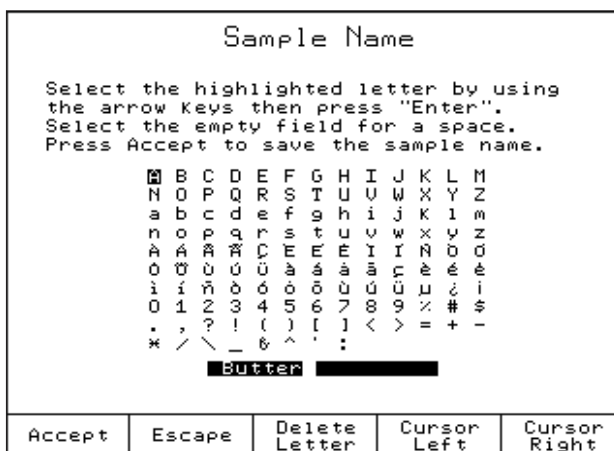 Sample Name
Select the highlighted letter by using
the arrow Keys then press "Enter".
Select the empty field for a space.
Press Accept to save the sample name.
A B C D E F G H I J K L M
N O P Q R S T U V W X Y Z
a b c d e f g h i j k l m
n o p q r s t u v w x y z
0 1 2 3 4 5 6 7 8 9 % # $
. , ? ! ( ) [ ] < > = + -
* / \ _ & ^ ' :
Butter
Accept
Escape
Delete
Letter
Cursor
Left
Cursor
Right